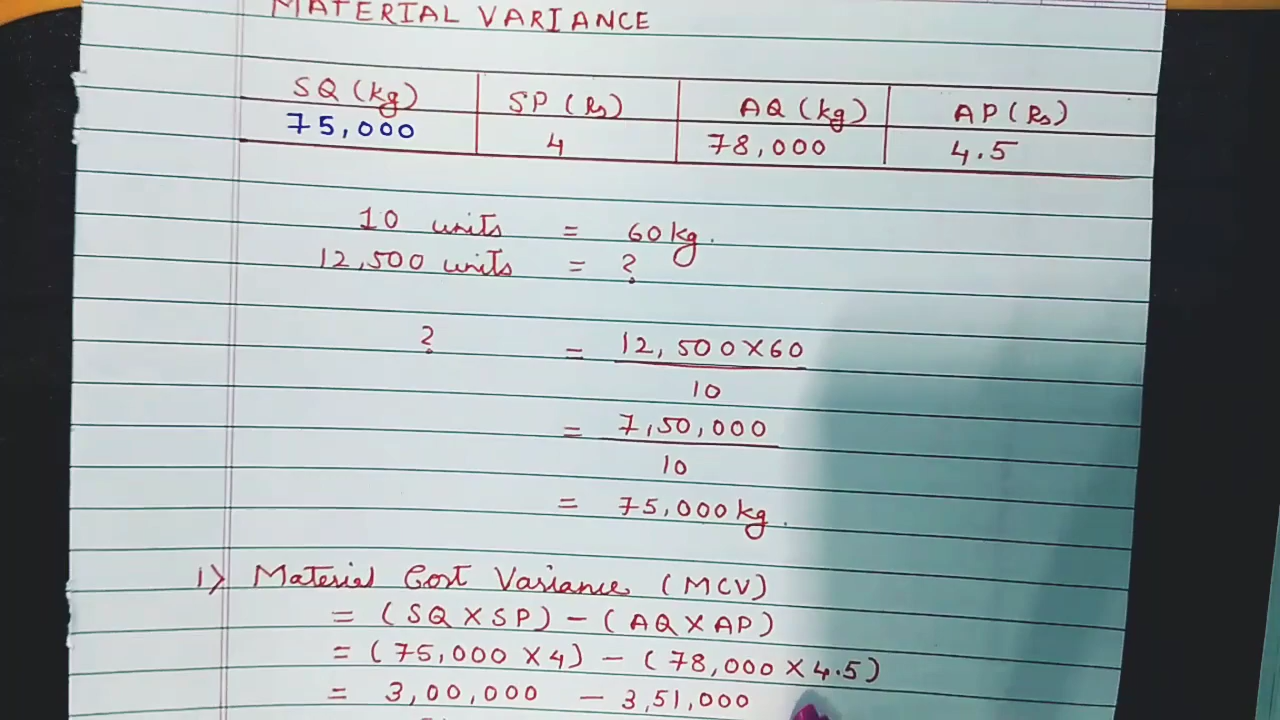 MATERIAL VARIANCE
SQ (kg) SP (Rs) AQ (kg) AP (Rs)
75,000 4 78,000 4.5
10 units = 60 kg.
12,500 units = ?
? = 12,500 X 60
10
= 7,50,000
10
= 75,000 kg.
1) Material Cost Variance (MCV)
= (SQ X SP) - (AQ X AP)
= (75,000 X 4) - (78,000 X 4.5)
= 3,00,000 - 3,51,000